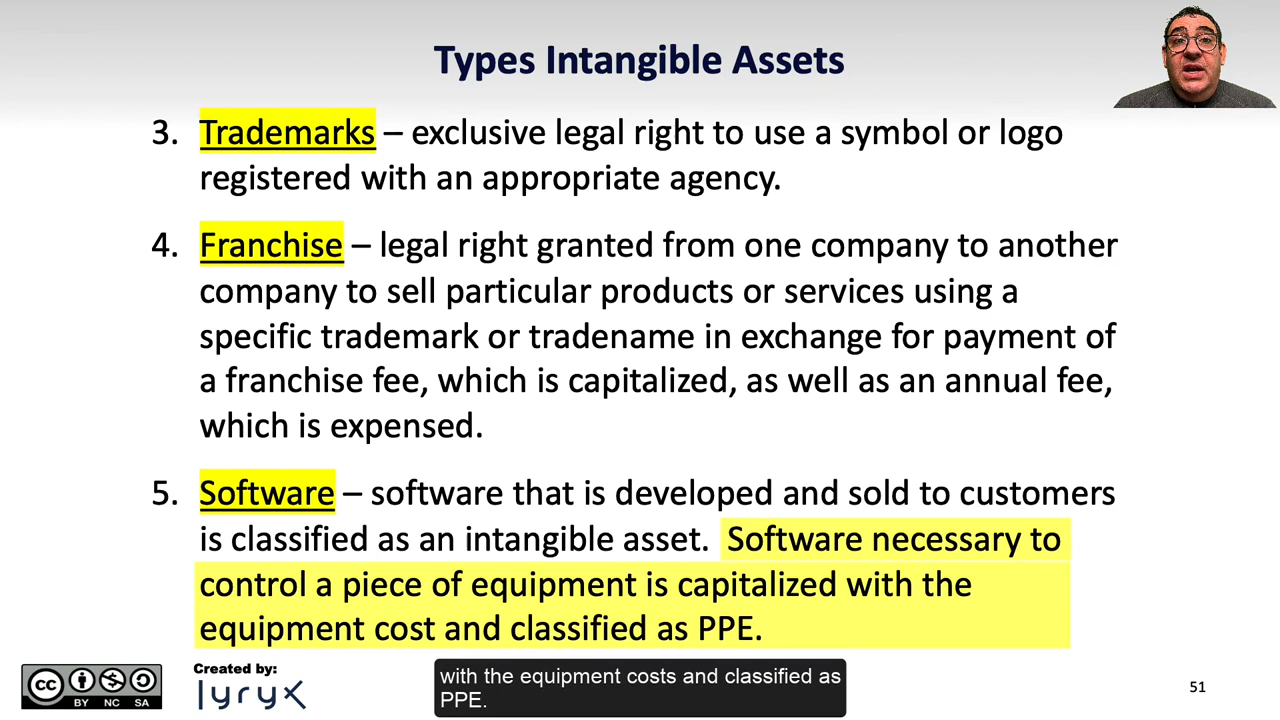 Types Intangible Assets
3. Trademarks – exclusive legal right to use a symbol or logo
registered with an appropriate agency.
4. Franchise – legal right granted from one company to another
company to sell particular products or services using a
specific trademark or tradename in exchange for payment of
a franchise fee, which is capitalized, as well as an annual fee,
which is expensed.
5. Software – software that is developed and sold to customers
is classified as an intangible asset. Software necessary to
control a piece of equipment is capitalized with the
equipment cost and classified as PPE.
cc
BY NC SA
Created by:
lyryx
with the equipment costs and classified as
PPE.
51